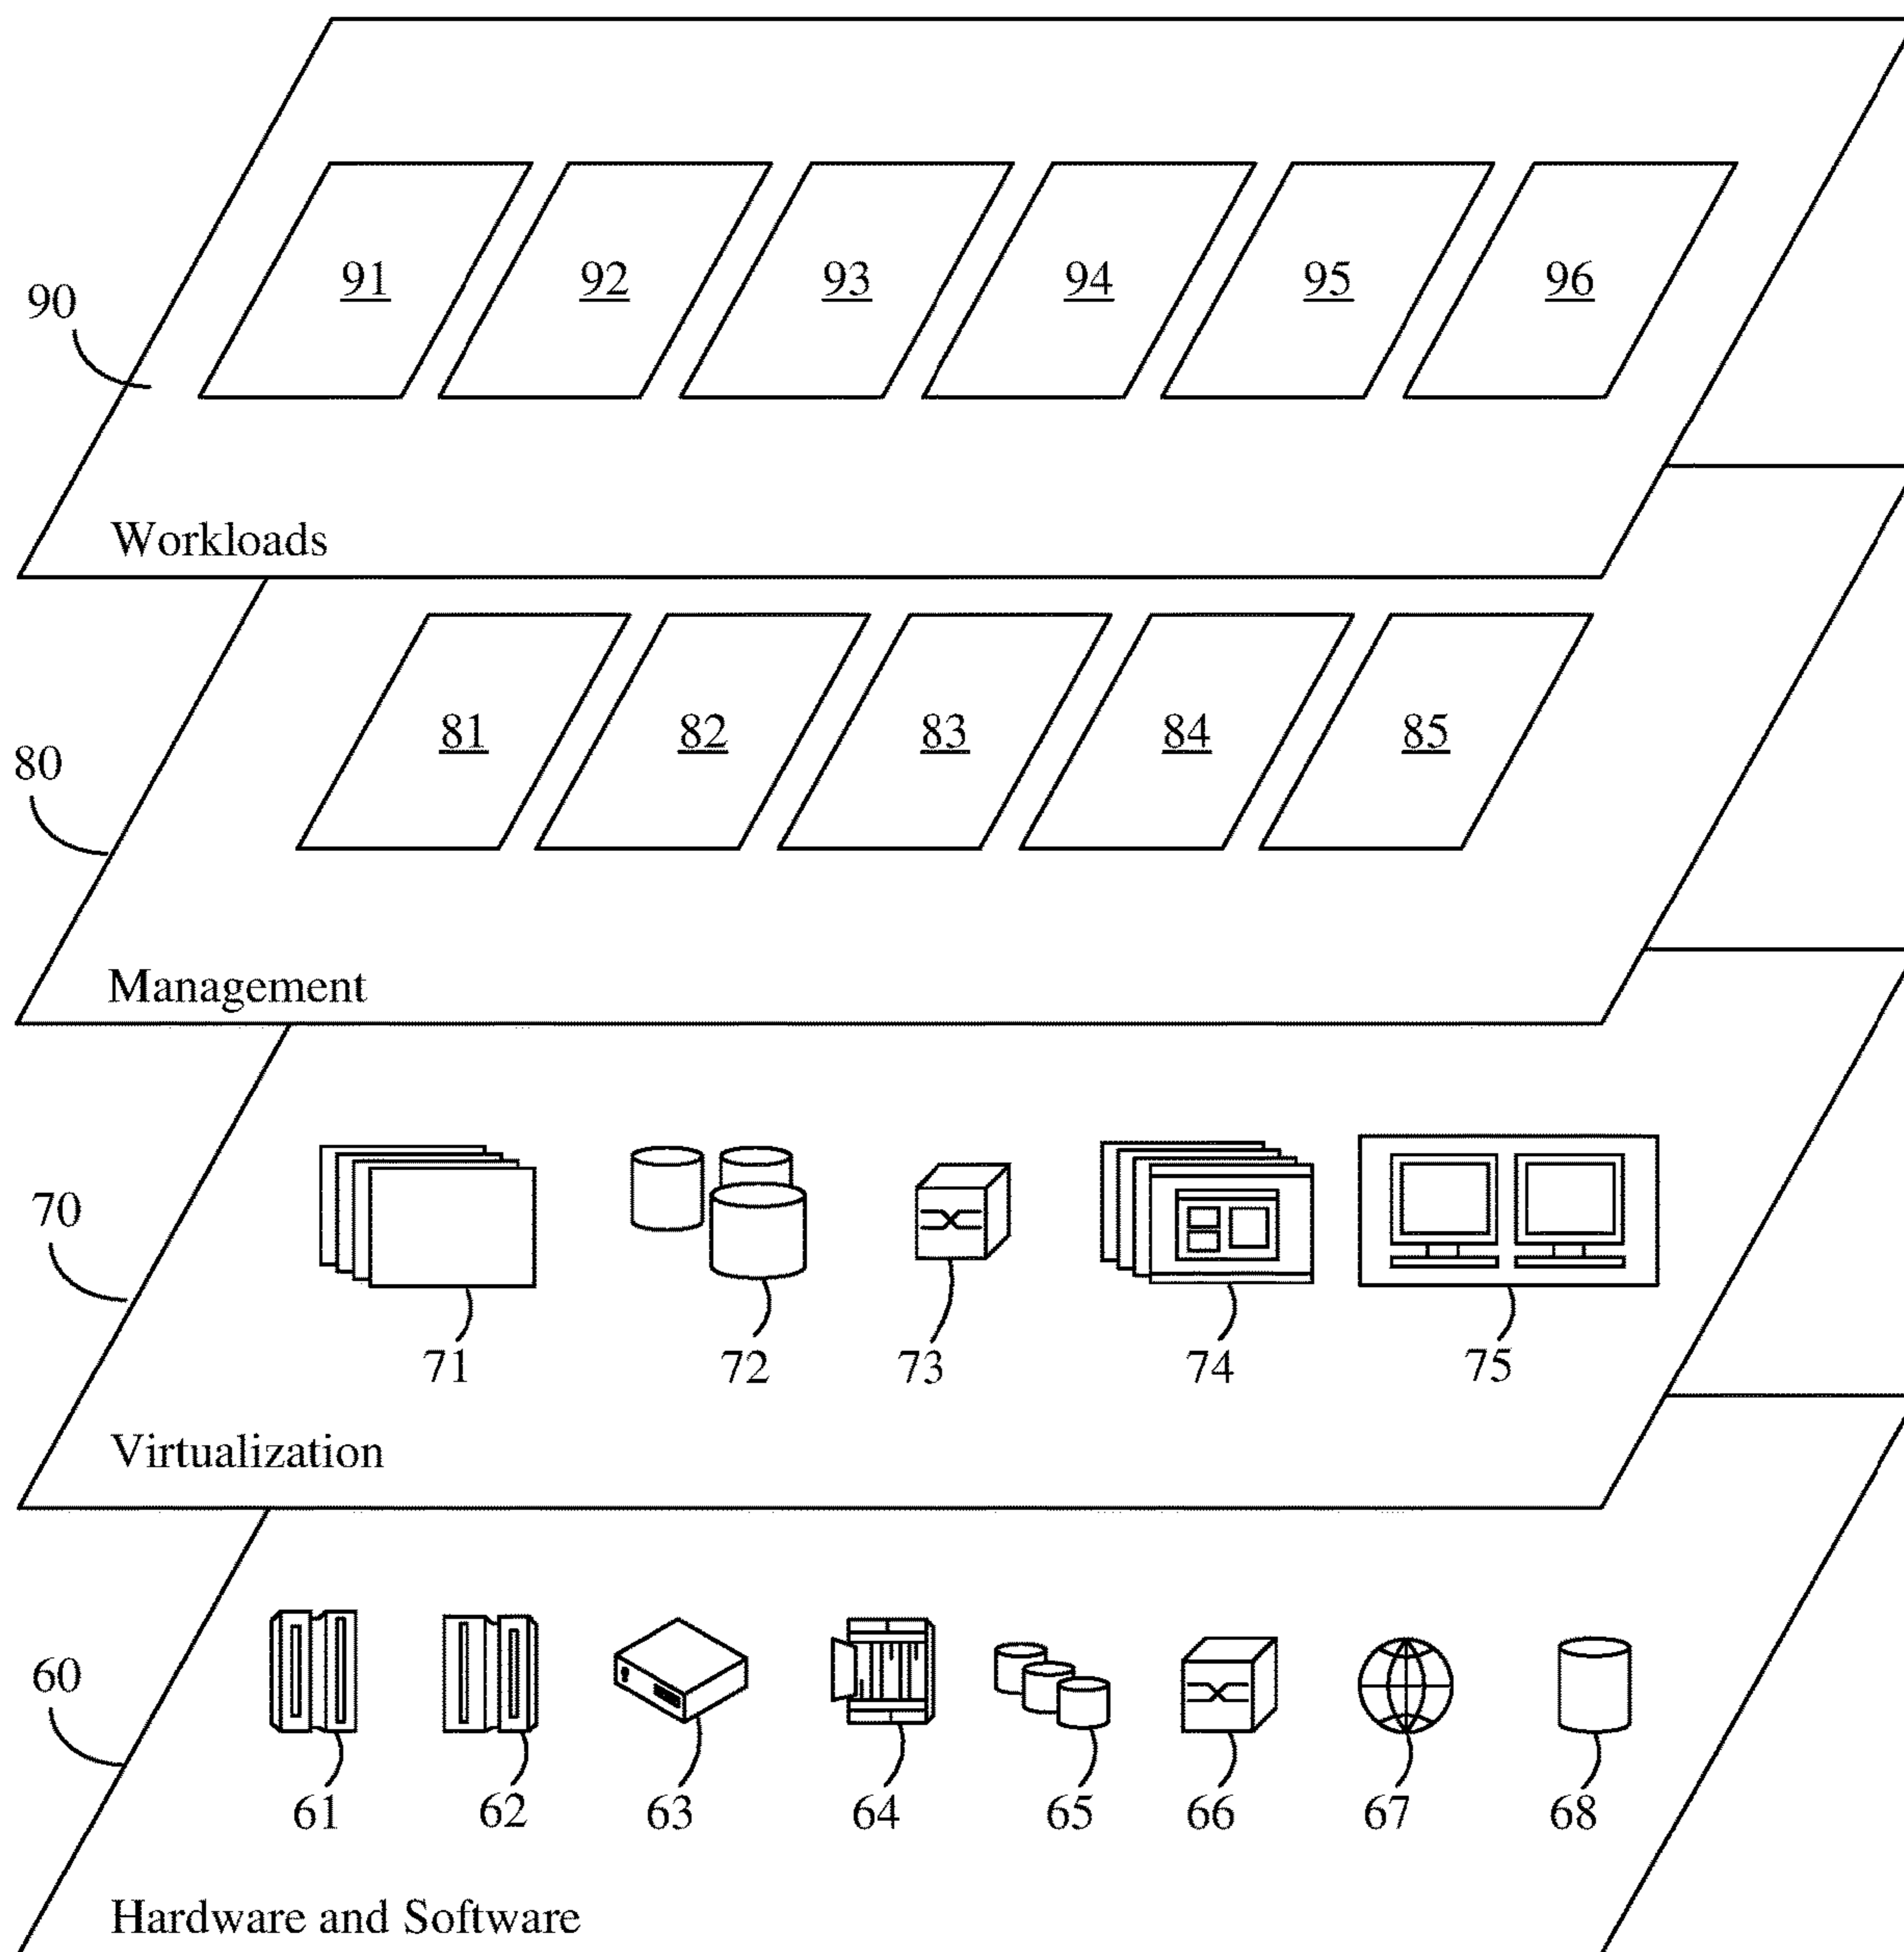 91 92 93 94 95 96
90
Workloads
81 82 83 84 85
80
Management
70
71 72 73 74 75
Virtualization
60
61 62 63 64 65 66 67 68
Hardware and Software